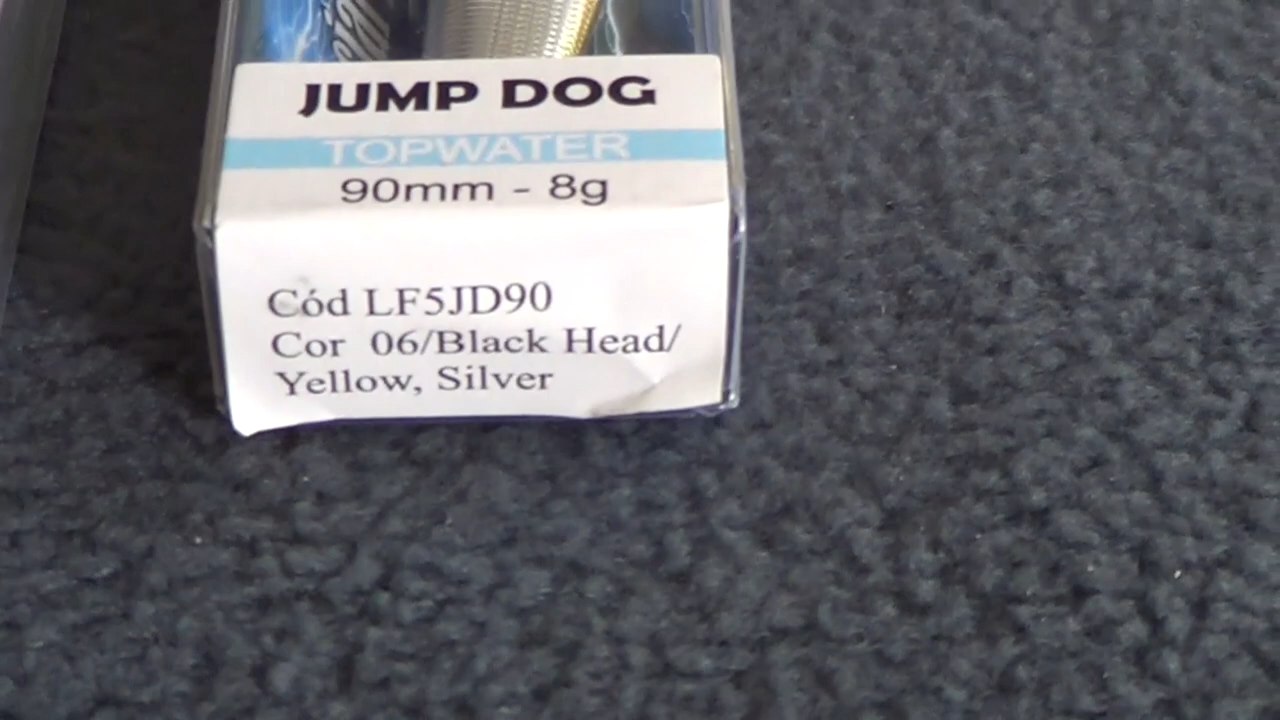 JUMP DOG
TOPWATER
90mm - 8g
Cód LF5JD90
Cor 06/Black Head/
Yellow, Silver